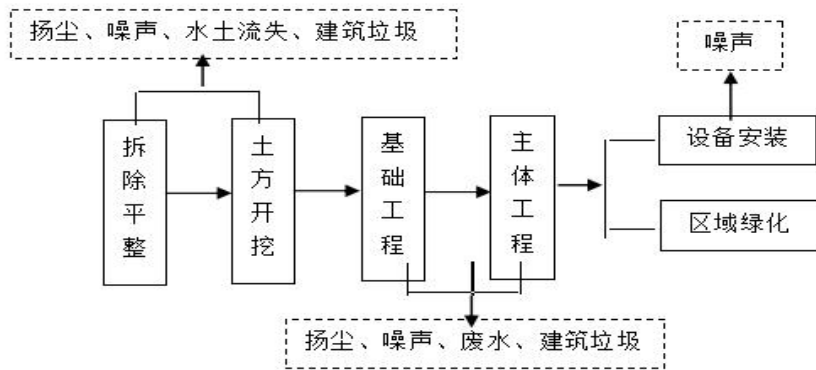 扬尘、噪声、水土流失、建筑垃圾
噪声
拆除平整
土方开挖
基础工程
主体工程
设备安装
区域绿化
扬尘、噪声、废水、建筑垃圾